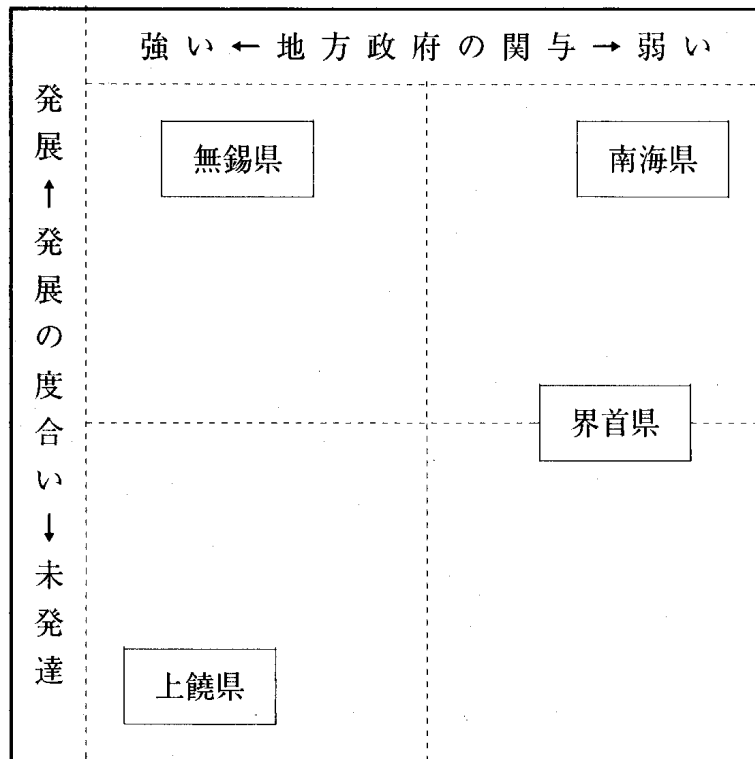 強い←地方政府の関与→弱い
発展↑発展の度合い↓未発達
無錫県
南海県
界首県
上饒県